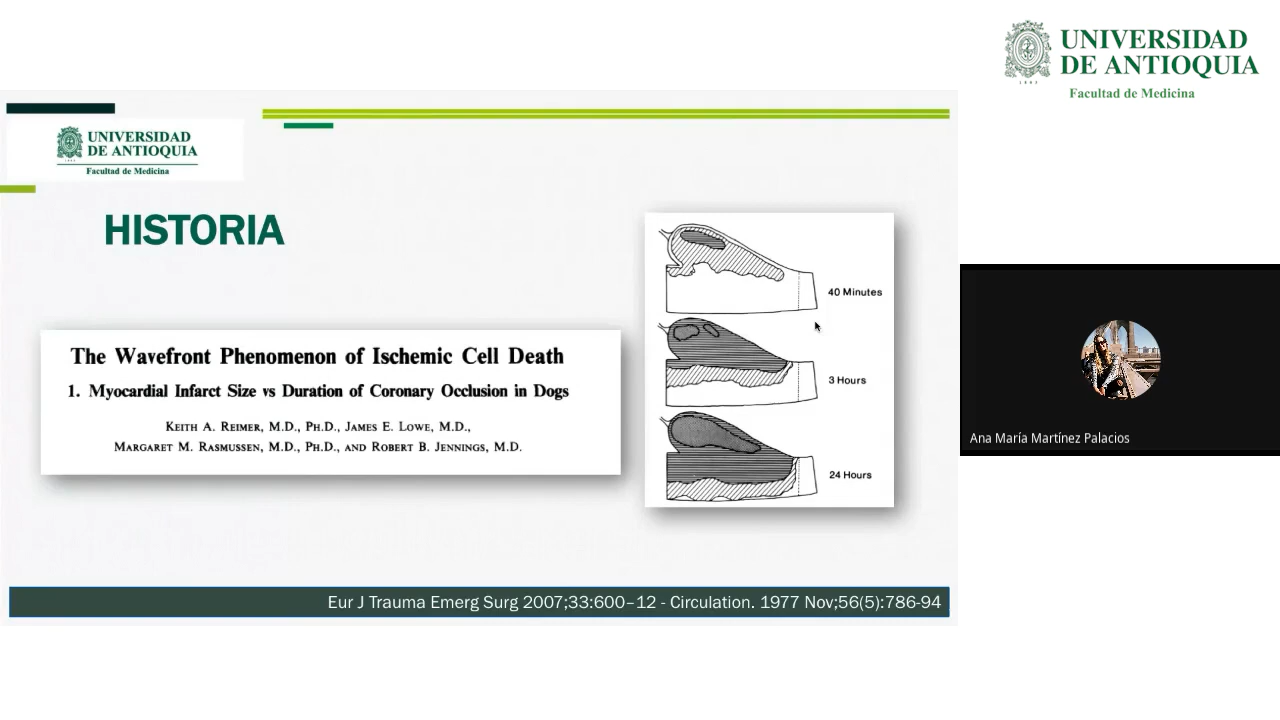 UNIVERSIDAD
DE ANTIOQUIA
Facultad de Medicina
UNIVERSIDAD
DE ANTIOQUIA
Facultad de Medicina
HISTORIA
The Wavefront Phenomenon of Ischemic Cell Death
1. Myocardial Infarct Size vs Duration of Coronary Occlusion in Dogs
KEITH A. REIMER, M.D., PH.D., JAMES E. LOWE, M.D.,
MARGARET M. RASMUSSEN, M.D., PH.D., AND ROBERT B. JENNINGS, M.D.
40 Minutes
3 Hours
24 Hours
Eur J Trauma Emerg Surg 2007;33:600–12 - Circulation. 1977 Nov;56(5):786-94
Ana María Martínez Palacios